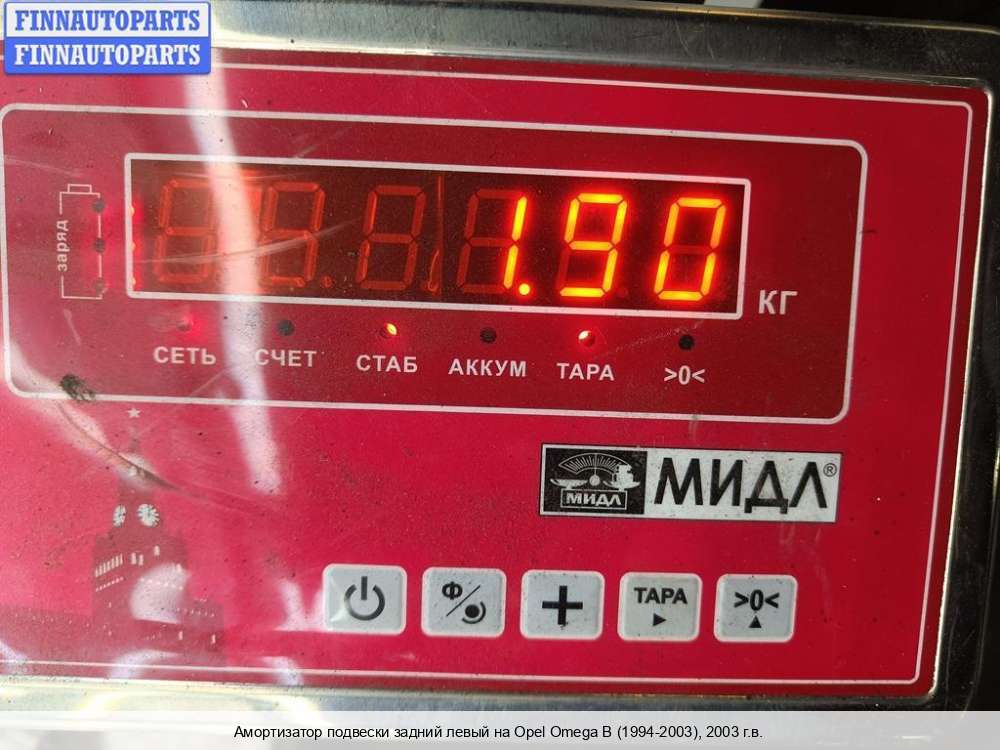 FINNAUTOPARTS
FINNAUTOPARTS
заряд
1.90 КГ
СЕТЬ СЧЕТ СТАБ АККУМ ТАРА >0<
МИДЛ МИДЛ®
Ф ТАРА >0<
Амортизатор подвески задний левый на Opel Omega B (1994-2003), 2003 г.в.